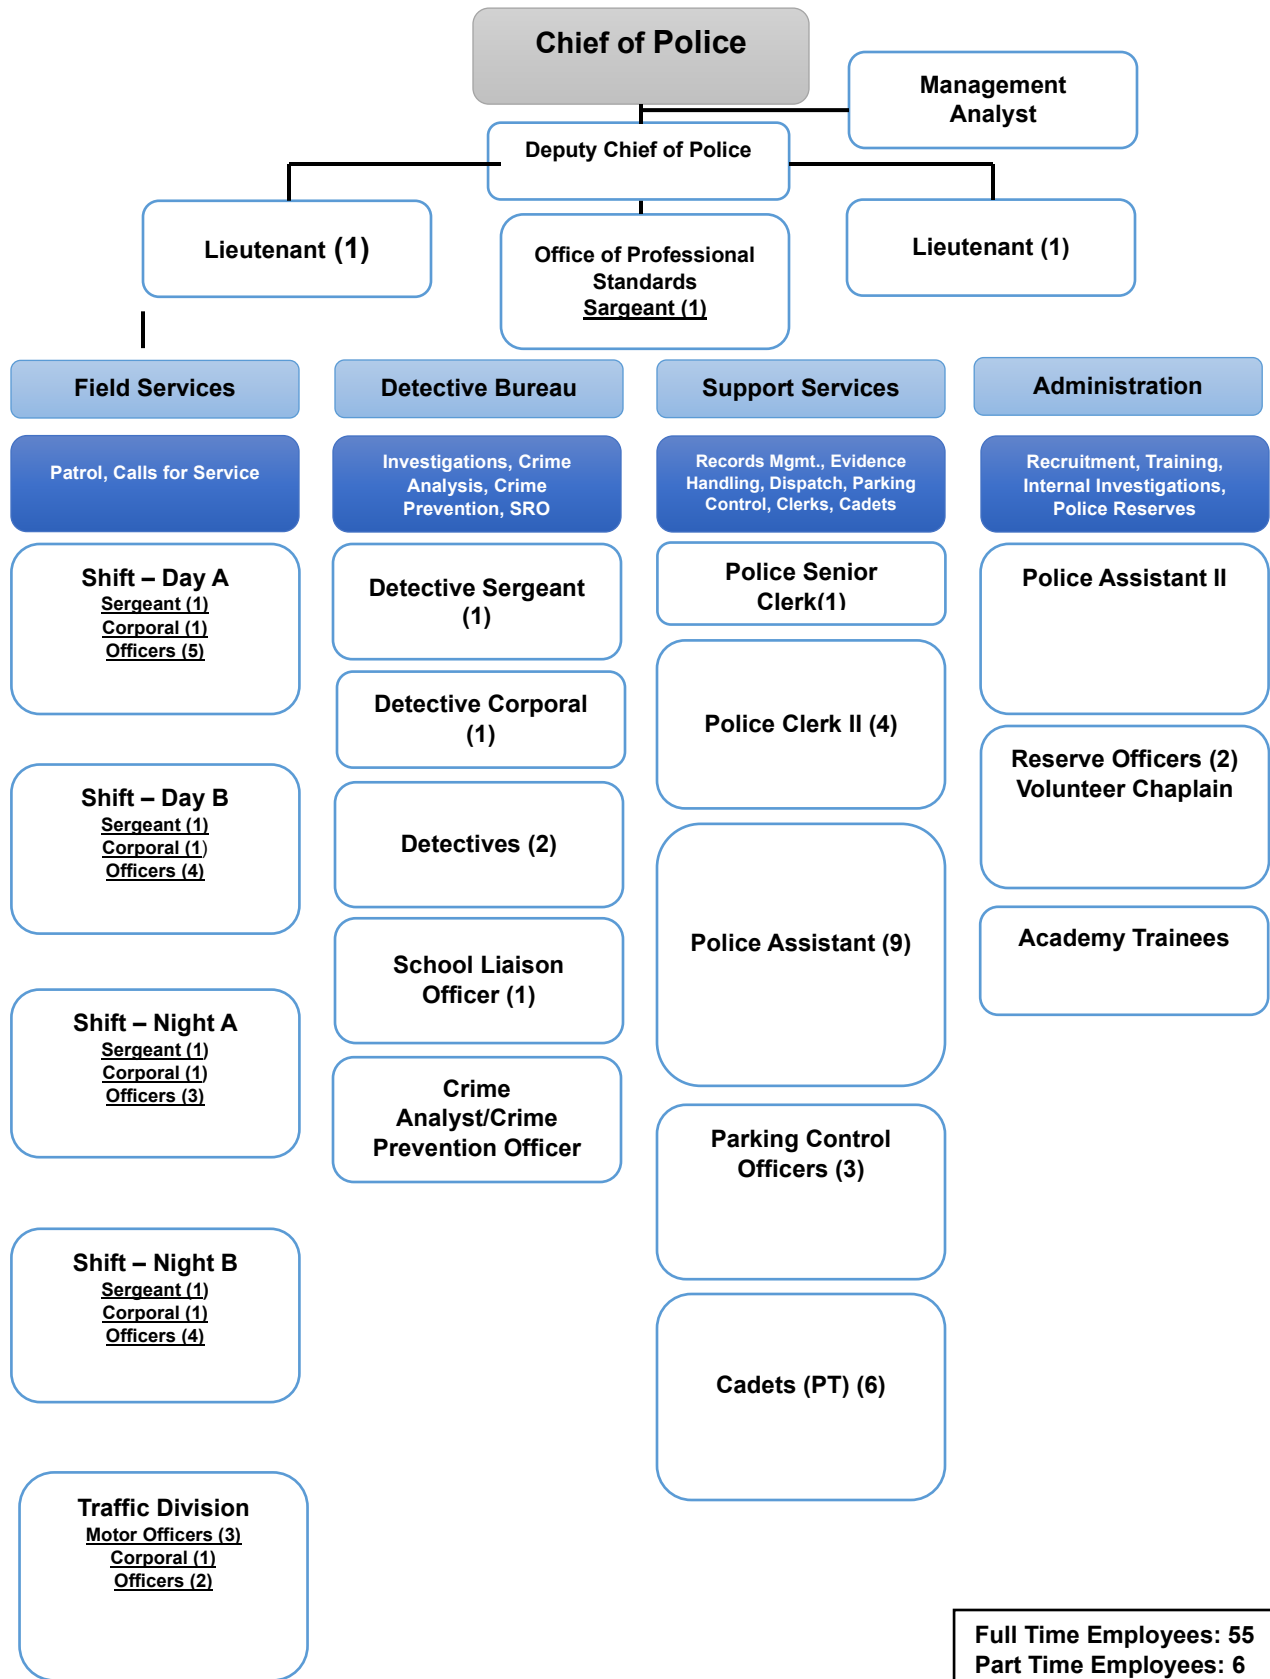 Chief of Police
Management
Analyst
Deputy Chief of Police
Lieutenant (1)
Office of Professional
Standards
Sargeant (1)
Lieutenant (1)
Field Services
Patrol, Calls for Service
Shift – Day A
Sergeant (1)
Corporal (1)
Officers (5)
Shift – Day B
Sergeant (1)
Corporal (1)
Officers (4)
Shift – Night A
Sergeant (1)
Corporal (1)
Officers (3)
Shift – Night B
Sergeant (1)
Corporal (1)
Officers (4)
Traffic Division
Motor Officers (3)
Corporal (1)
Officers (2)
Detective Bureau
Investigations, Crime
Analysis, Crime
Prevention, SRO
Detective Sergeant
(1)
Detective Corporal
(1)
Detectives (2)
School Liaison
Officer (1)
Crime
Analyst/Crime
Prevention Officer
Support Services
Records Mgmt., Evidence
Handling, Dispatch, Parking
Control, Clerks, Cadets
Police Senior
Clerk(1)
Police Clerk II (4)
Police Assistant (9)
Parking Control
Officers (3)
Cadets (PT) (6)
Administration
Recruitment, Training,
Internal Investigations,
Police Reserves
Police Assistant II
Reserve Officers (2)
Volunteer Chaplain
Academy Trainees
Full Time Employees: 55
Part Time Employees: 6